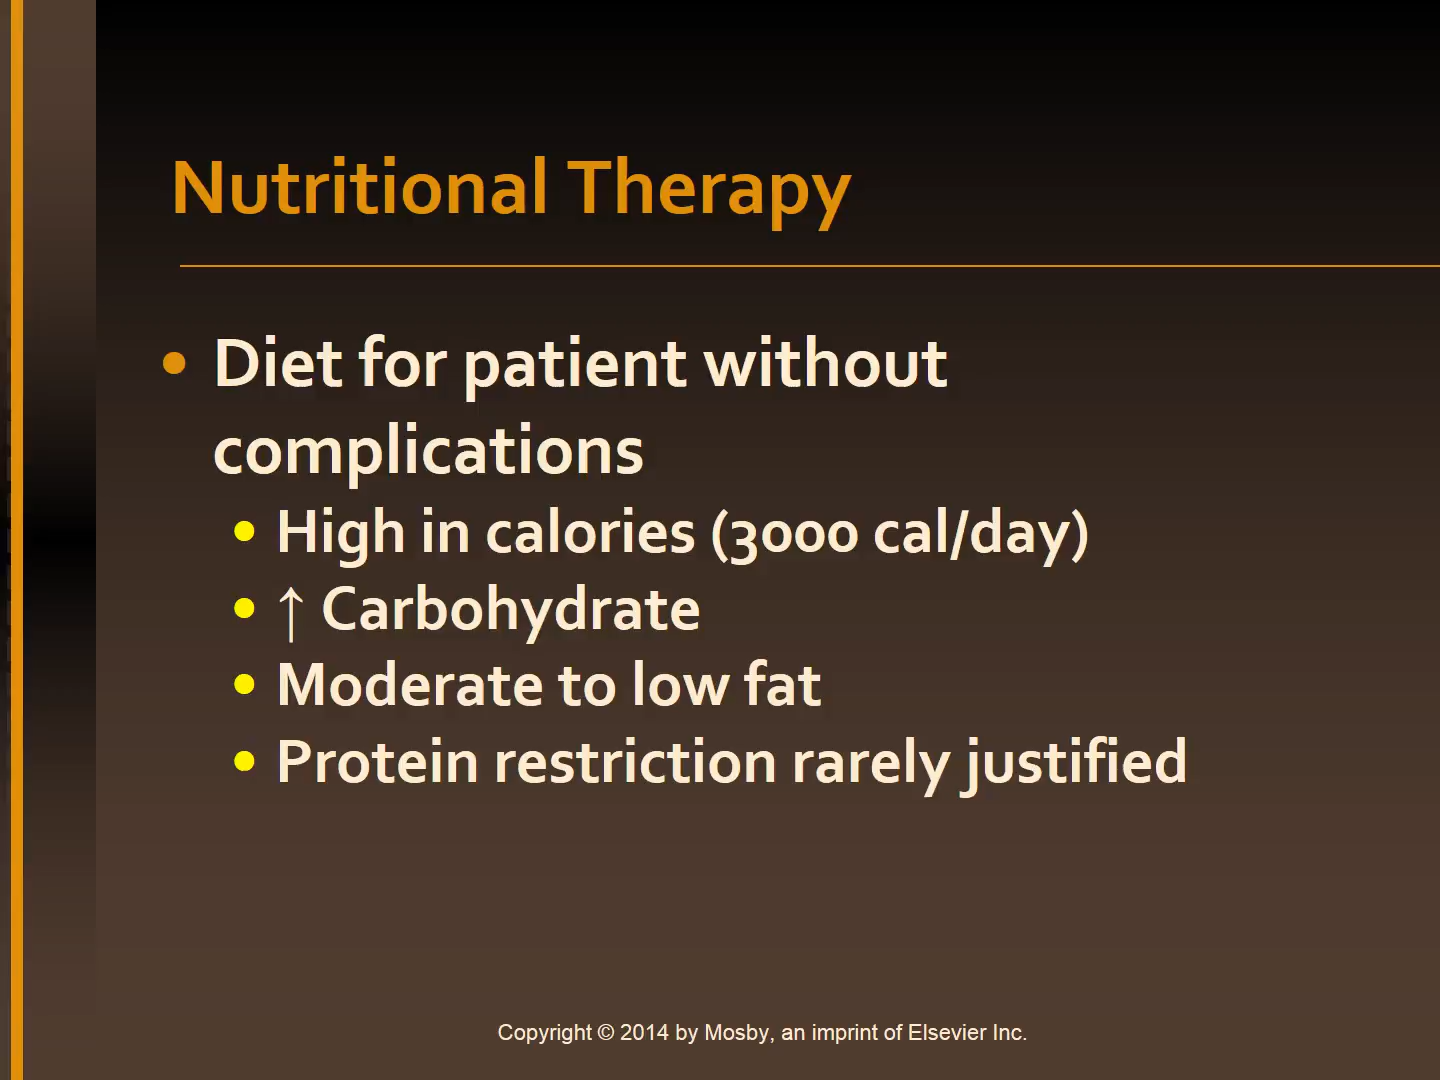 Nutritional Therapy
• Diet for patient without
complications
• High in calories (3000 cal/day)
• ↑ Carbohydrate
• Moderate to low fat
• Protein restriction rarely justified
Copyright © 2014 by Mosby, an imprint of Elsevier Inc.